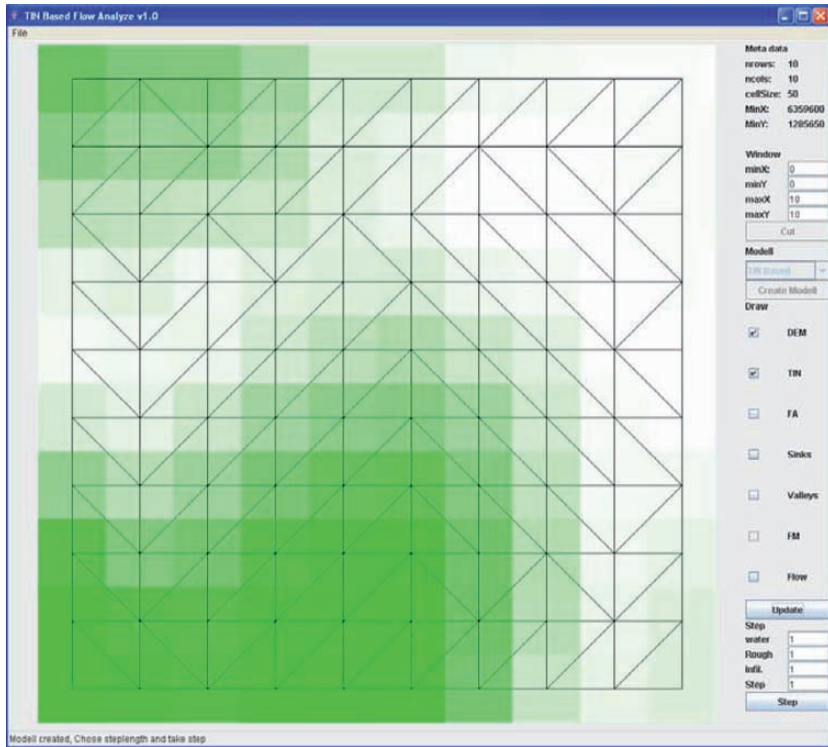 TIN Based Flow Analyze v1.0
File
Meta data
nrows: 10
ncols: 10
cellSize: 50
MinX: 6359600
MinY: 1285650
Window
minX: 0
minY 0
maxX 10
maxY 10
Cut
Modell
TIN Based
Create Modell
Draw
DEM
TIN
FA
Sinks
Valleys
FM
Flow
Update
Step
water 1
Rough 1
Infil. 1
Step 1
Step
Modell created, Chose steplength and take step